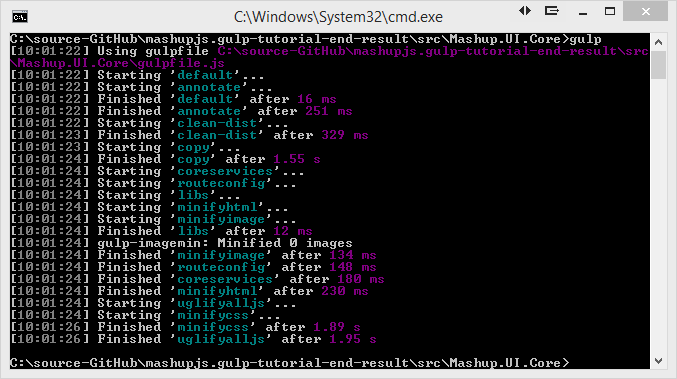 C:\Windows\System32\cmd.exe
C:\source-GitHub\mashupjs.gulp-tutorial-end-result\src\Mashup.UI.Core>gulp
[10:01:22] Using gulpfile C:\source-GitHub\mashupjs.gulp-tutorial-end-result\src
\Mashup.UI.Core\gulpfile.js
[10:01:22] Starting 'default'...
[10:01:22] Starting 'annotate'...
[10:01:22] Finished 'default' after 16 ms
[10:01:22] Finished 'annotate' after 251 ms
[10:01:22] Starting 'clean-dist'...
[10:01:23] Finished 'clean-dist' after 329 ms
[10:01:23] Starting 'copy'...
[10:01:24] Finished 'copy' after 1.55 s
[10:01:24] Starting 'coreservices'...
[10:01:24] Starting 'routeconfig'...
[10:01:24] Starting 'libs'...
[10:01:24] Starting 'minifyhtml'...
[10:01:24] Starting 'minifyimage'...
[10:01:24] Finished 'libs' after 12 ms
[10:01:24] gulp-imagemin: Minified 0 images
[10:01:24] Finished 'minifyimage' after 134 ms
[10:01:24] Finished 'routeconfig' after 148 ms
[10:01:24] Finished 'coreservices' after 180 ms
[10:01:24] Finished 'minifyhtml' after 230 ms
[10:01:24] Starting 'uglifyalljs'...
[10:01:24] Starting 'minifycss'...
[10:01:26] Finished 'minifycss' after 1.89 s
[10:01:26] Finished 'uglifyalljs' after 1.95 s
C:\source-GitHub\mashupjs.gulp-tutorial-end-result\src\Mashup.UI.Core>